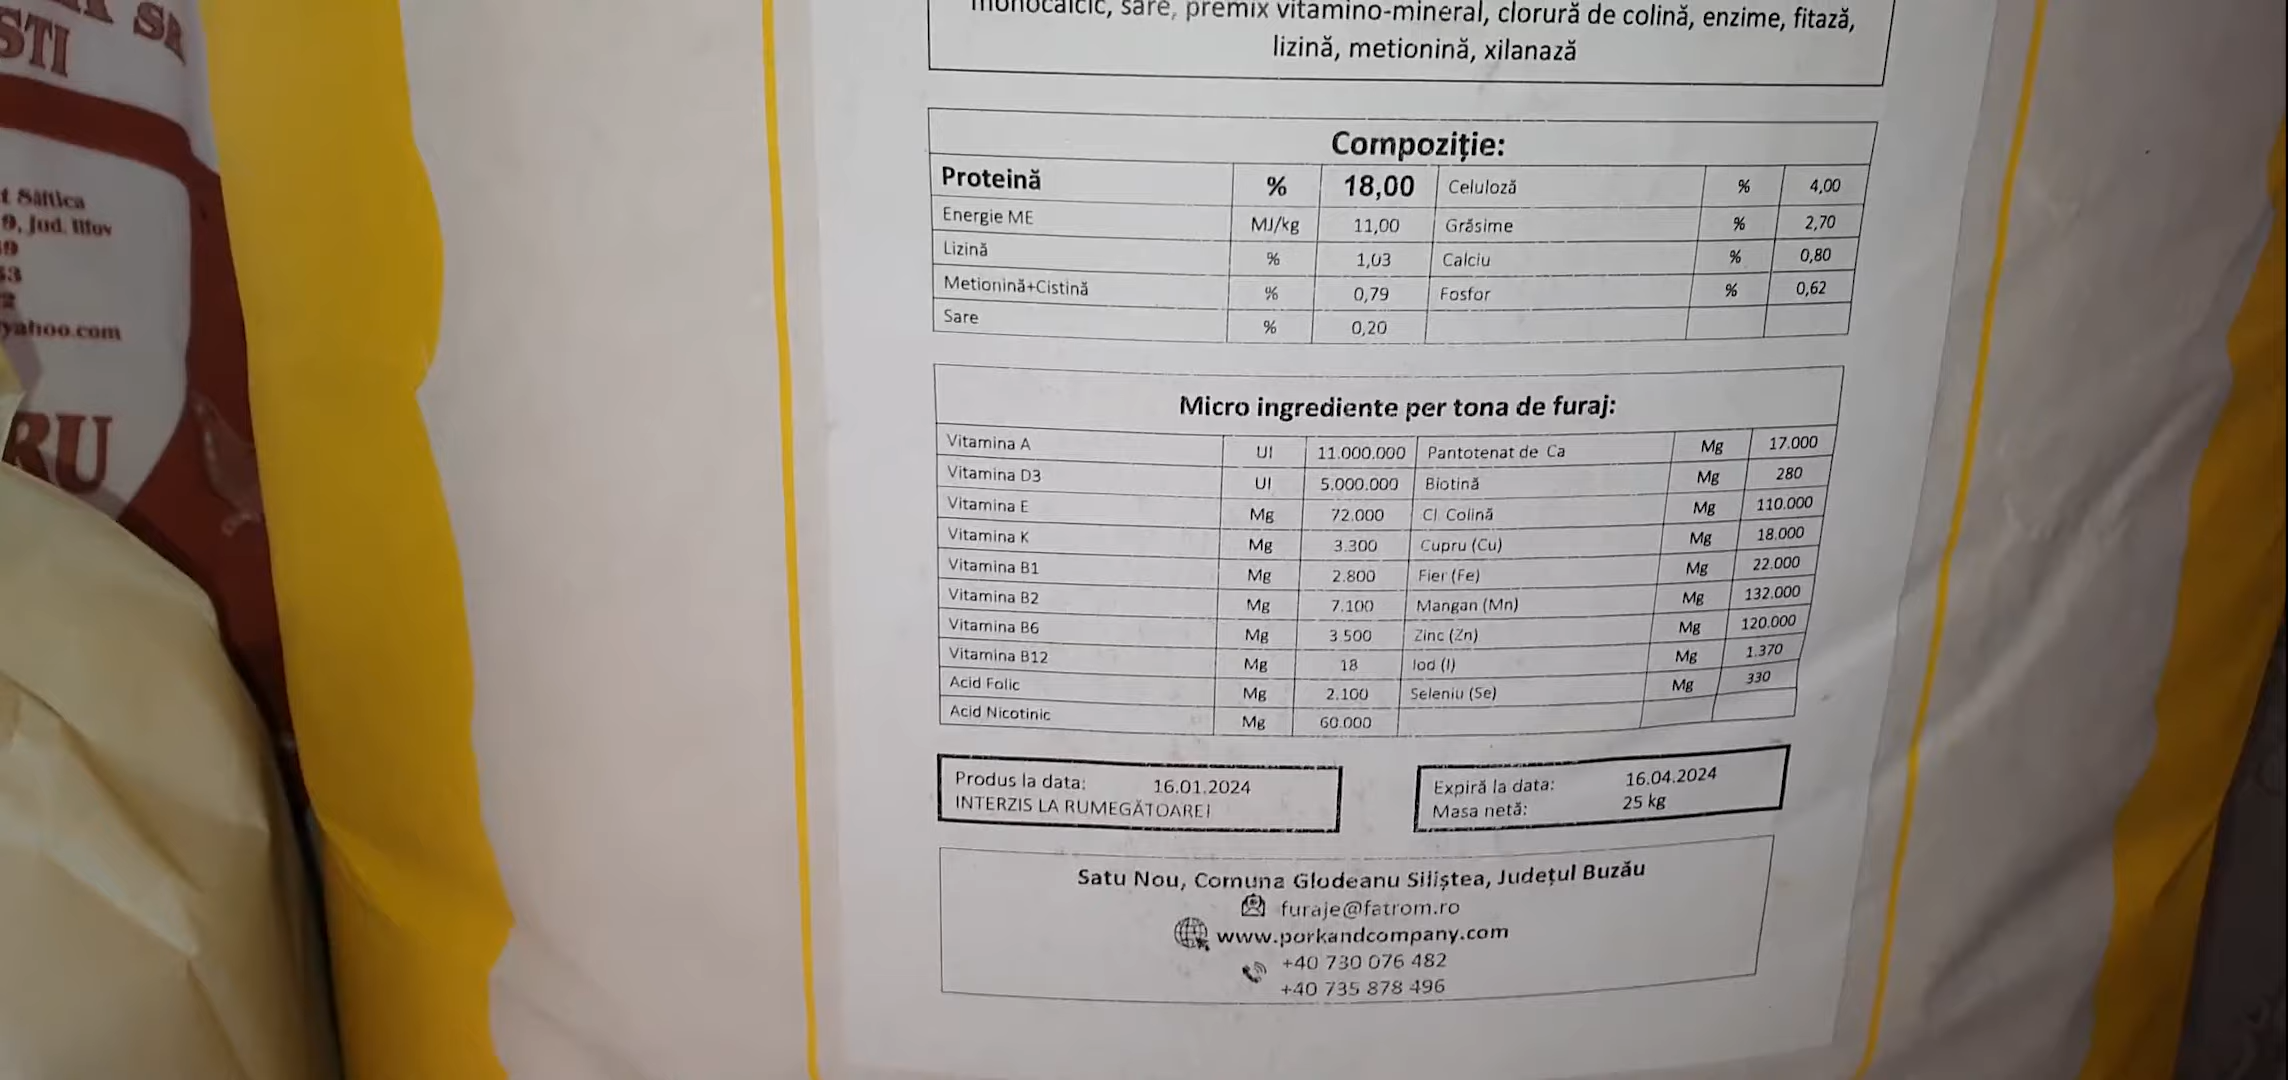 STI
t Săftica
9, Jud. Ilfov
yahoo.com
RU
monocalcic, sare, premix vitamino-mineral, clorură de colină, enzime, fitază,
lizină, metionină, xilanază
Compoziție:
Proteină % 18,00 Celuloză % 4,00
Energie ME MJ/kg 11,00 Grăsime % 2,70
Lizină % 1,03 Calciu % 0,80
Metionină+Cistină % 0,79 Fosfor % 0,62
Sare % 0,20
Micro ingrediente per tona de furaj:
Vitamina A UI 11.000.000 Pantotenat de Ca Mg 17.000
Vitamina D3 UI 5.000.000 Biotină Mg 280
Vitamina E Mg 72.000 Cl Colină Mg 110.000
Vitamina K Mg 3.300 Cupru (Cu) Mg 18.000
Vitamina B1 Mg 2.800 Fier (Fe) Mg 22.000
Vitamina B2 Mg 7.100 Mangan (Mn) Mg 132.000
Vitamina B6 Mg 3.500 Zinc (Zn) Mg 120.000
Vitamina B12 Mg 18 Iod (I) Mg 1.370
Acid Folic Mg 2.100 Seleniu (Se) Mg 330
Acid Nicotinic Mg 60.000
Produs la data: 16.01.2024
INTERZIS LA RUMEGĂTOARE!
Expiră la data: 16.04.2024
Masa netă: 25 kg
Satu Nou, Comuna Glodeanu Siliștea, Județul Buzău
furaje@fatrom.ro
www.porkandcompany.com
+40 730 076 482
+40 735 878 496